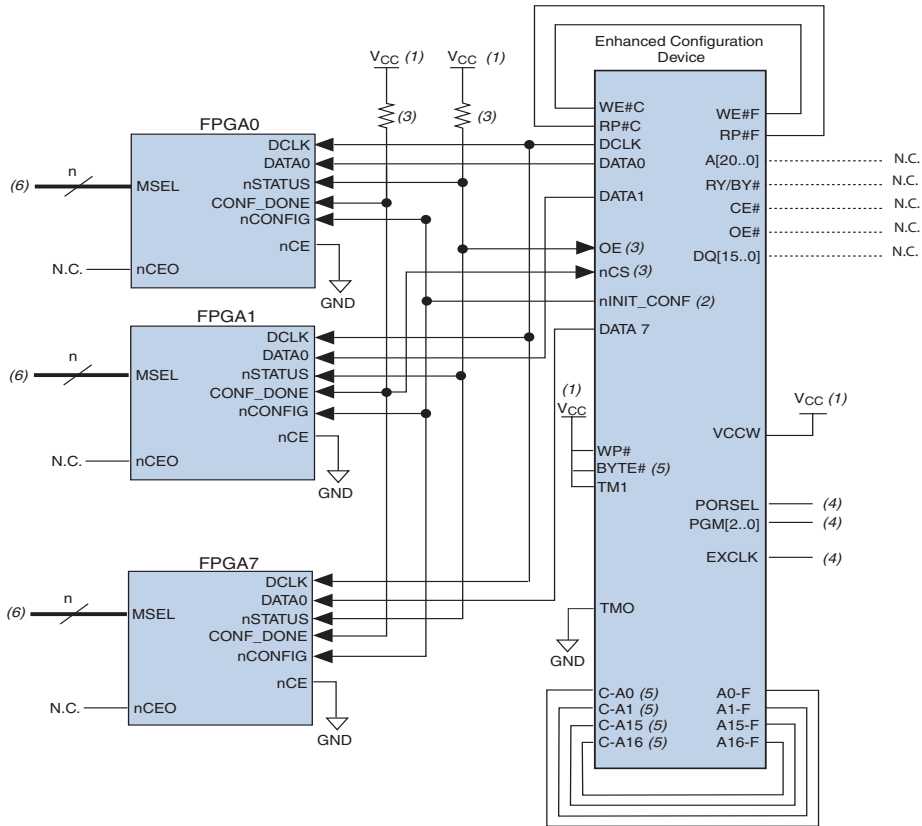 Enhanced Configuration
Device
VCC (1)
VCC (1)
(3)
(3)
WE#C
RP#C
DCLK
DATA0
DATA1
OE (3)
nCS (3)
nINIT_CONF (2)
DATA 7
(1)
VCC
WP#
BYTE# (5)
TM1
TMO
GND
C-A0 (5)
C-A1 (5)
C-A15 (5)
C-A16 (5)
WE#F
RP#F
A[20..0]
N.C.
RY/BY#
N.C.
CE#
N.C.
OE#
N.C.
DQ[15..0]
N.C.
VCC (1)
VCCW
PORSEL
(4)
PGM[2..0]
(4)
EXCLK
(4)
A0-F
A1-F
A15-F
A16-F
FPGA0
DCLK
DATA0
nSTATUS
CONF_DONE
nCONFIG
nCE
GND
n
(6)
MSEL
N.C.
nCEO
FPGA1
DCLK
DATA0
nSTATUS
CONF_DONE
nCONFIG
nCE
GND
n
(6)
MSEL
N.C.
nCEO
FPGA7
DCLK
DATA0
nSTATUS
CONF_DONE
nCONFIG
nCE
GND
n
(6)
MSEL
N.C.
nCEO